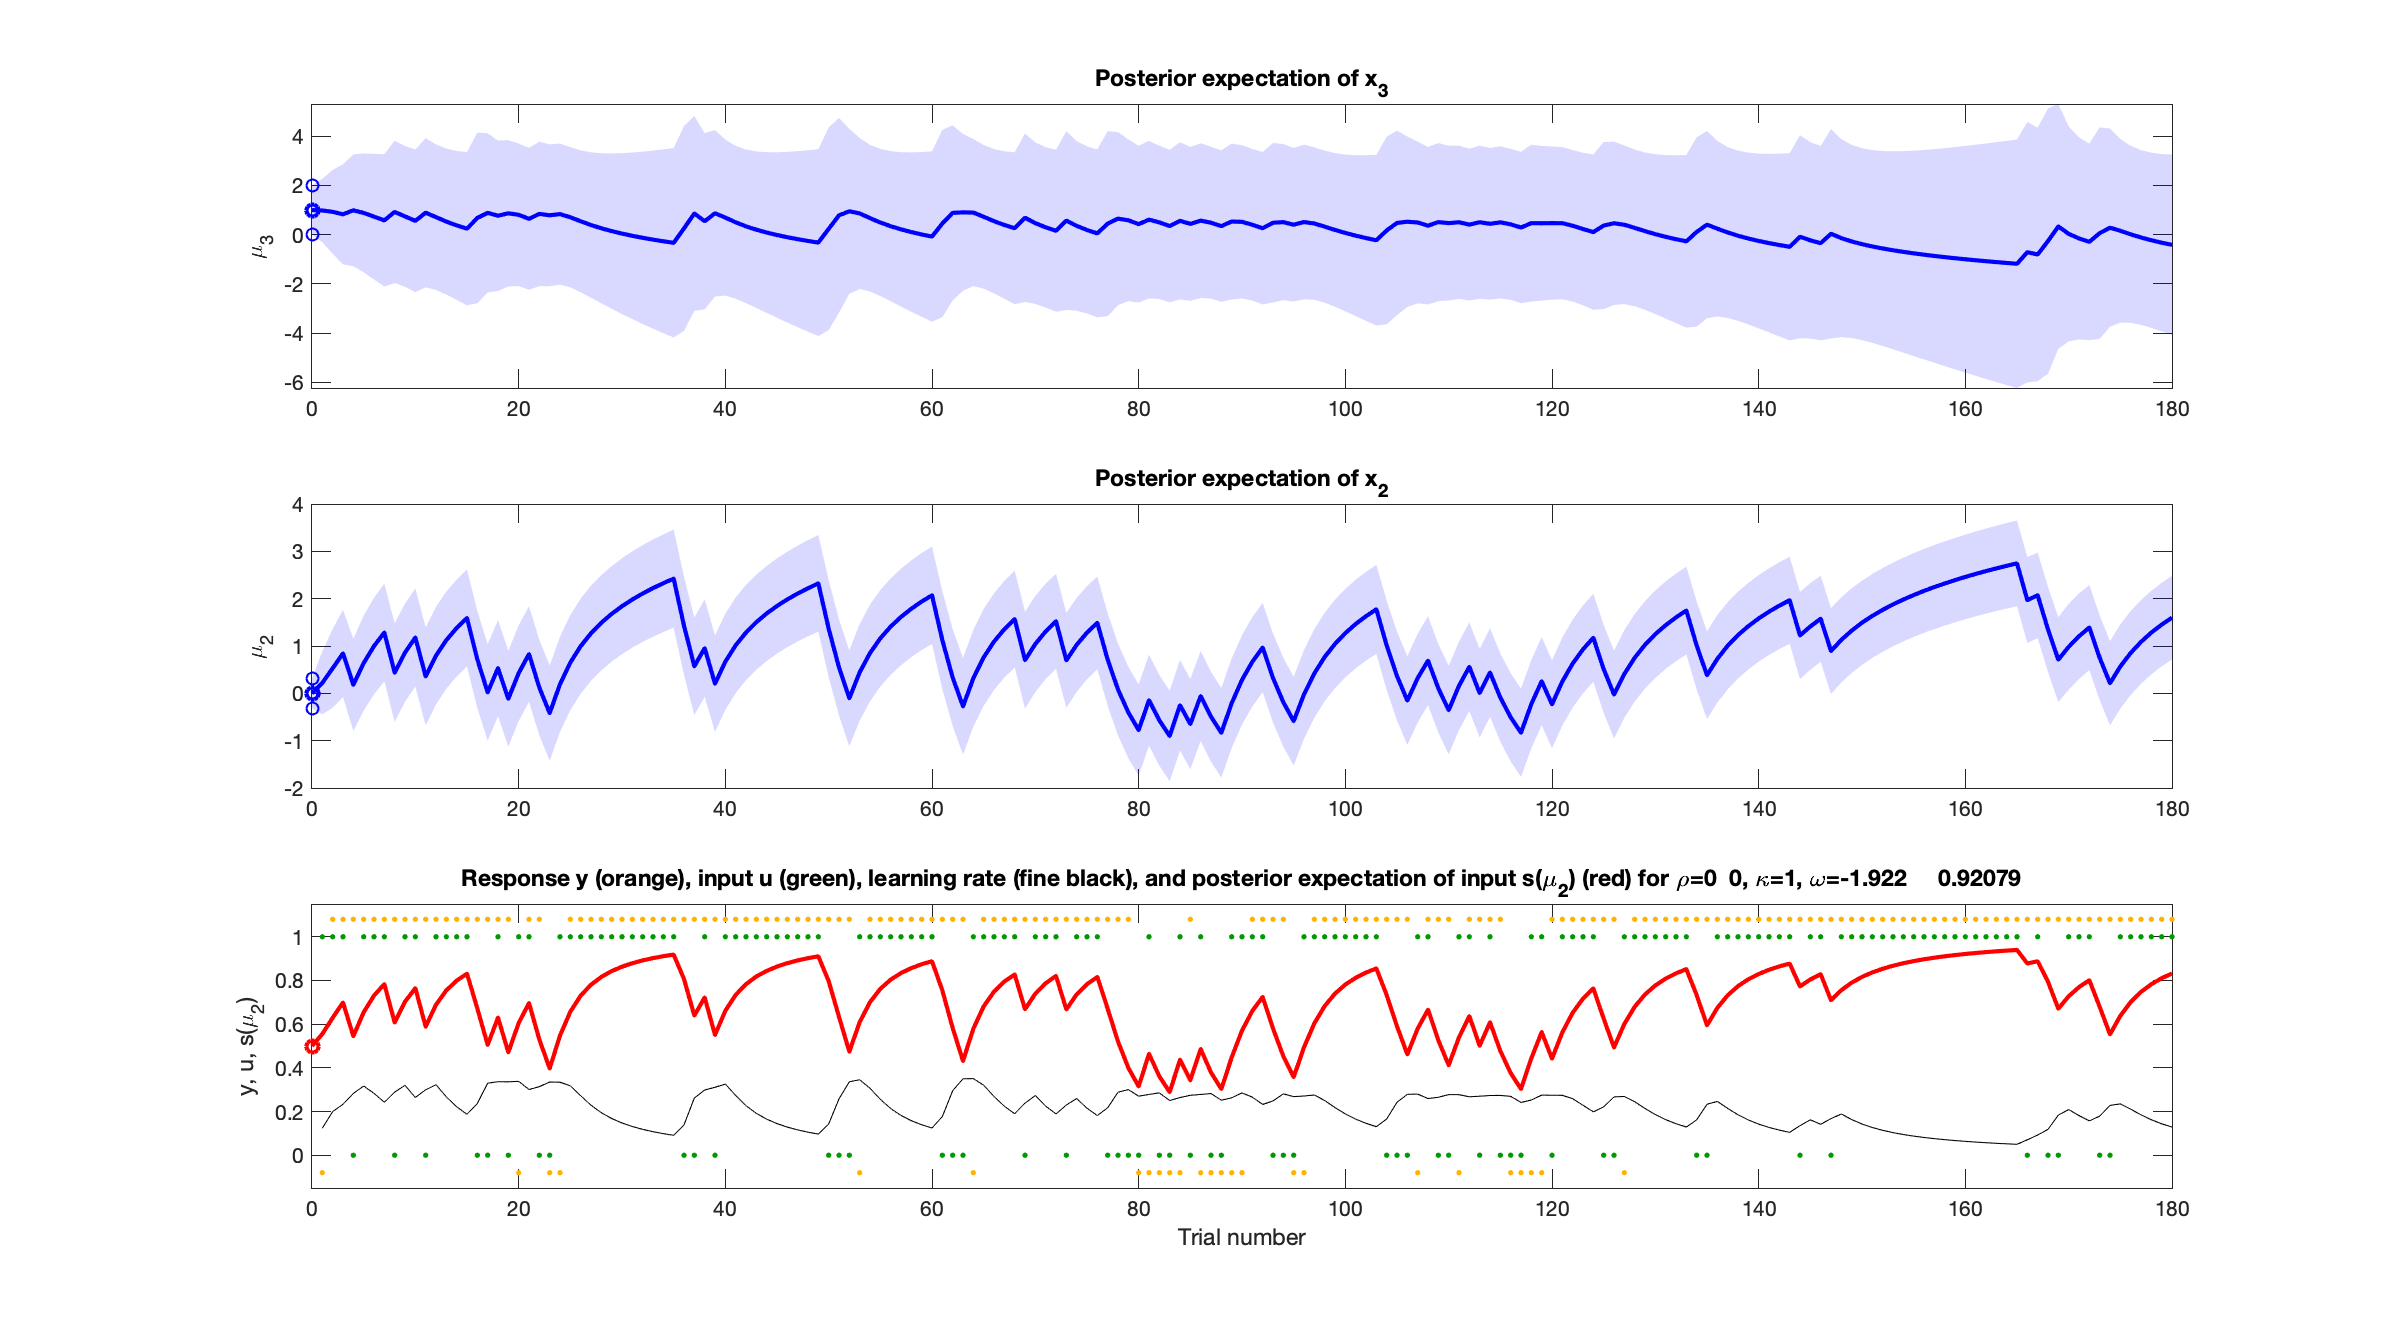 Posterior expectation of x₃
4
2
0
-2
-4
-6
μ₃
0 20 40 60 80 100 120 140 160 180
Posterior expectation of x₂
4
3
2
1
0
-1
-2
μ₂
0 20 40 60 80 100 120 140 160 180
Response y (orange), input u (green), learning rate (fine black), and posterior expectation of input s(μ₂) (red) for ρ=0 0, κ=1, ω=-1.922 0.92079
1
0.8
0.6
0.4
0.2
0
y, u, s(μ₂)
0 20 40 60 80 100 120 140 160 180
Trial number